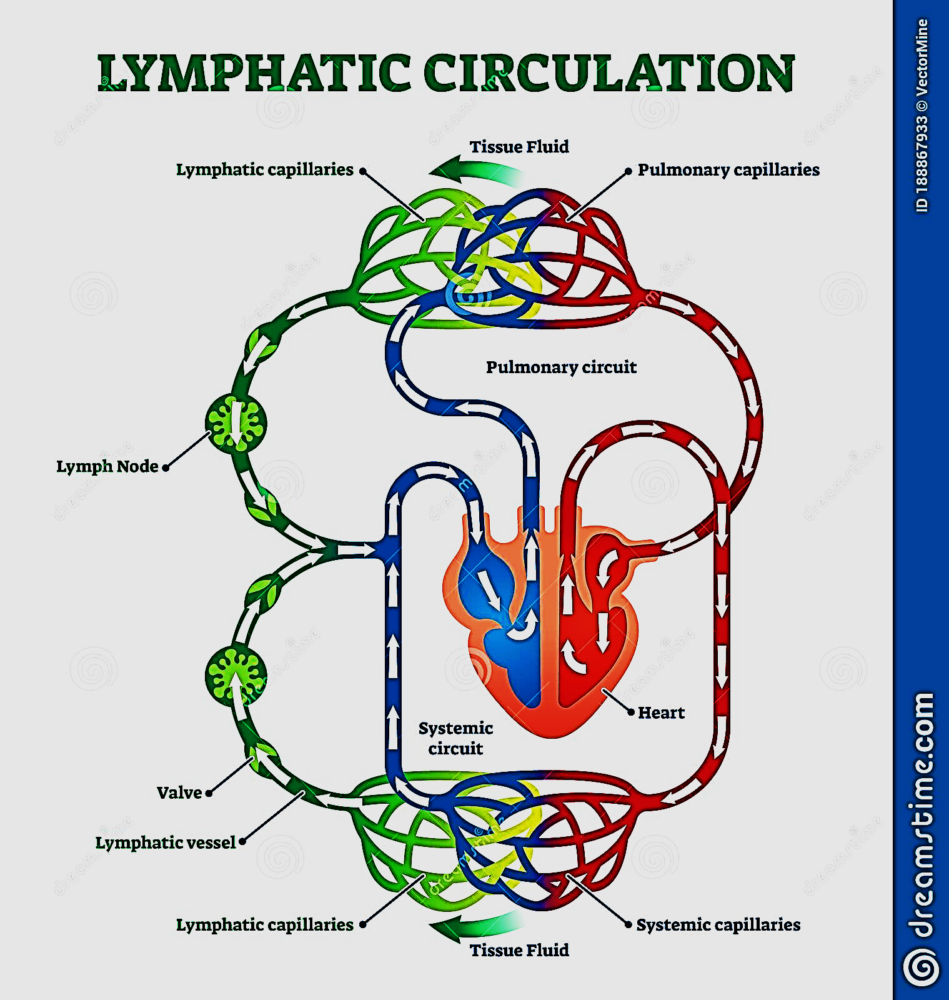 LYMPHATIC CIRCULATION
Tissue Fluid
Lymphatic capillaries
Pulmonary capillaries
Pulmonary circuit
Lymph Node
Heart
Systemic
circuit
Valve
Lymphatic vessel
Lymphatic capillaries
Systemic capillaries
Tissue Fluid
ID 188867933 © VectorMine
dreamstime.com